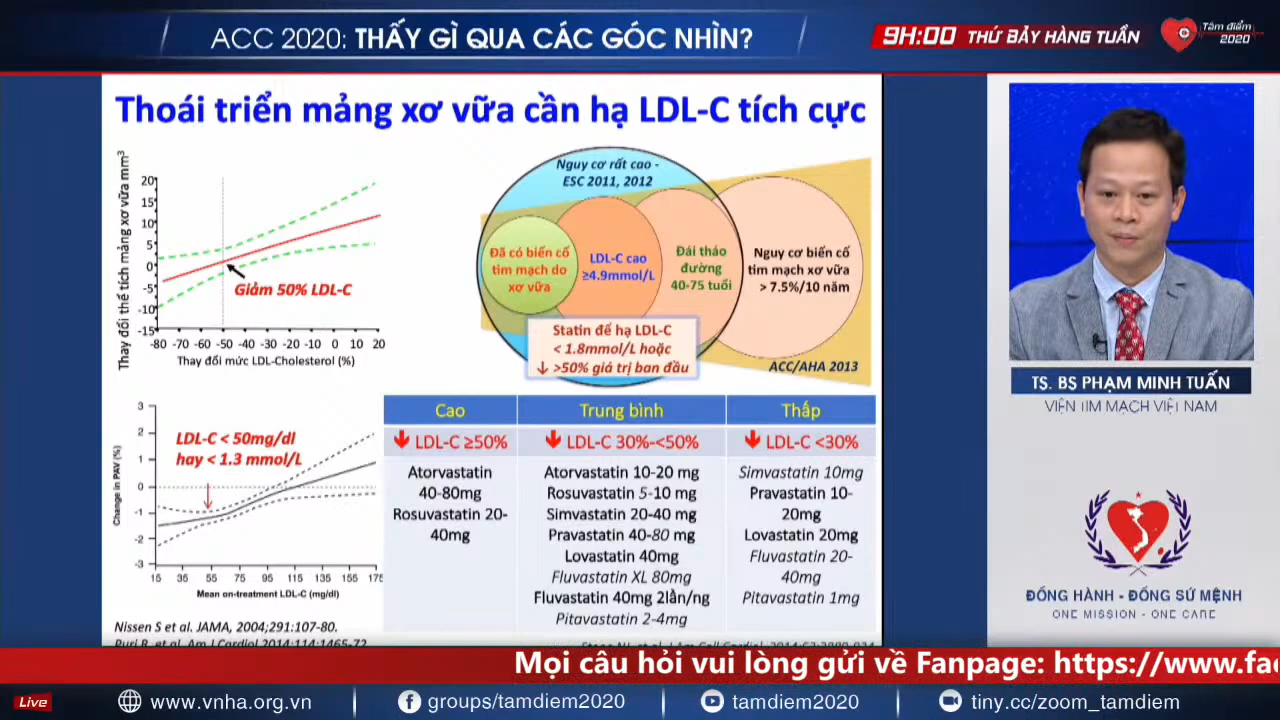 ACC 2020: THẤY GÌ QUA CÁC GÓC NHÌN?
9H:00 THỨ BẢY HÀNG TUẦN
Tâm điểm
2020
Thoái triển mảng xơ vữa cần hạ LDL-C tích cực
Thay đổi thể tích mảng xơ vữa mm³
20
15
10
5
0
-5
-10
-15
-80 -70 -60 -50 -40 -30 -20 -10 0 10 20
Thay đổi mức LDL-Cholesterol (%)
Giảm 50% LDL-C
Nguy cơ rất cao -
ESC 2011, 2012
Đã có biến cố
tim mạch do
xơ vữa
LDL-C cao
≥4.9mmol/L
Đái tháo
đường
40-75 tuổi
Nguy cơ biến cố
tim mạch xơ vữa
> 7.5%/10 năm
Statin để hạ LDL-C
< 1.8mmol/L hoặc
↓ >50% giá trị ban đầu
ACC/AHA 2013
Change in PAV (%)
3
2
1
0
-1
-2
-3
15 35 55 75 95 115 135 155 175
Mean on-treatment LDL-C (mg/dl)
LDL-C < 50mg/dl
hay < 1.3 mmol/L
Cao Trung bình Thấp
↓ LDL-C ≥50% ↓ LDL-C 30%-<50% ↓ LDL-C <30%
Atorvastatin
40-80mg
Rosuvastatin 20-
40mg
Atorvastatin 10-20 mg
Rosuvastatin 5-10 mg
Simvastatin 20-40 mg
Pravastatin 40-80 mg
Lovastatin 40mg
Fluvastatin XL 80mg
Fluvastatin 40mg 2lần/ng
Pitavastatin 2-4mg
Simvastatin 10mg
Pravastatin 10-
20mg
Lovastatin 20mg
Fluvastatin 20-
40mg
Pitavastatin 1mg
Nissen S et al. JAMA, 2004;291:107-80.
Puri R, et al. Am J Cardiol 2014;114:1465-72
TS. BS PHẠM MINH TUẤN
VIỆN TIM MẠCH VIỆT NAM
ĐỒNG HÀNH - ĐỒNG SỨ MỆNH
ONE MISSION - ONE CARE
Mọi câu hỏi vui lòng gửi về Fanpage: https://www.fac
Live
www.vnha.org.vn
groups/tamdiem2020
tamdiem2020
tiny.cc/zoom_tamdiem